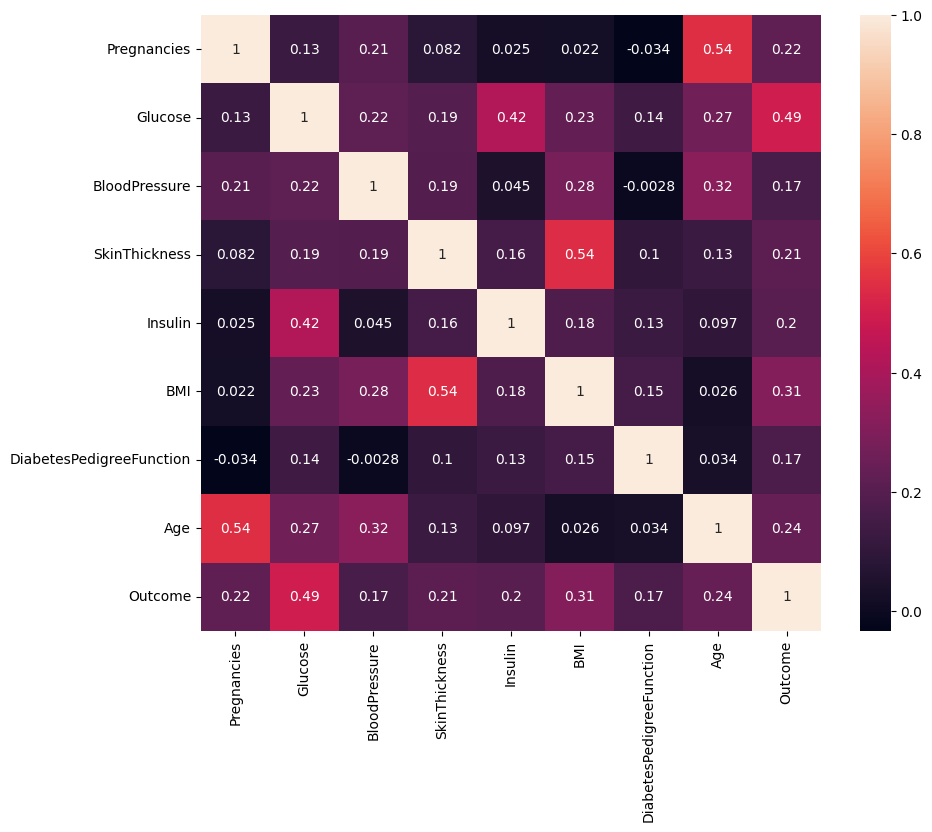 Pregnancies 1 0.13 0.21 0.082 0.025 0.022 -0.034 0.54 0.22
Glucose 0.13 1 0.22 0.19 0.42 0.23 0.14 0.27 0.49
BloodPressure 0.21 0.22 1 0.19 0.045 0.28 -0.0028 0.32 0.17
SkinThickness 0.082 0.19 0.19 1 0.16 0.54 0.1 0.13 0.21
Insulin 0.025 0.42 0.045 0.16 1 0.18 0.13 0.097 0.2
BMI 0.022 0.23 0.28 0.54 0.18 1 0.15 0.026 0.31
DiabetesPedigreeFunction -0.034 0.14 -0.0028 0.1 0.13 0.15 1 0.034 0.17
Age 0.54 0.27 0.32 0.13 0.097 0.026 0.034 1 0.24
Outcome 0.22 0.49 0.17 0.21 0.2 0.31 0.17 0.24 1
Pregnancies
Glucose
BloodPressure
SkinThickness
Insulin
BMI
DiabetesPedigreeFunction
Age
Outcome
1.0
0.8
0.6
0.4
0.2
0.0